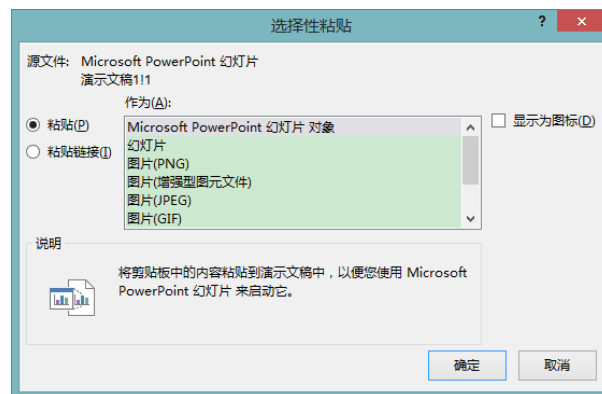 选择性粘贴
? ×
源文件: Microsoft PowerPoint 幻灯片
演示文稿1!1
作为(A):
粘贴(P)
粘贴链接(I)
Microsoft PowerPoint 幻灯片 对象
幻灯片
图片(PNG)
图片(增强型图元文件)
图片(JPEG)
图片(GIF)
显示为图标(D)
说明
将剪贴板中的内容粘贴到演示文稿中，以便您使用 Microsoft
PowerPoint 幻灯片 来启动它。
确定
取消